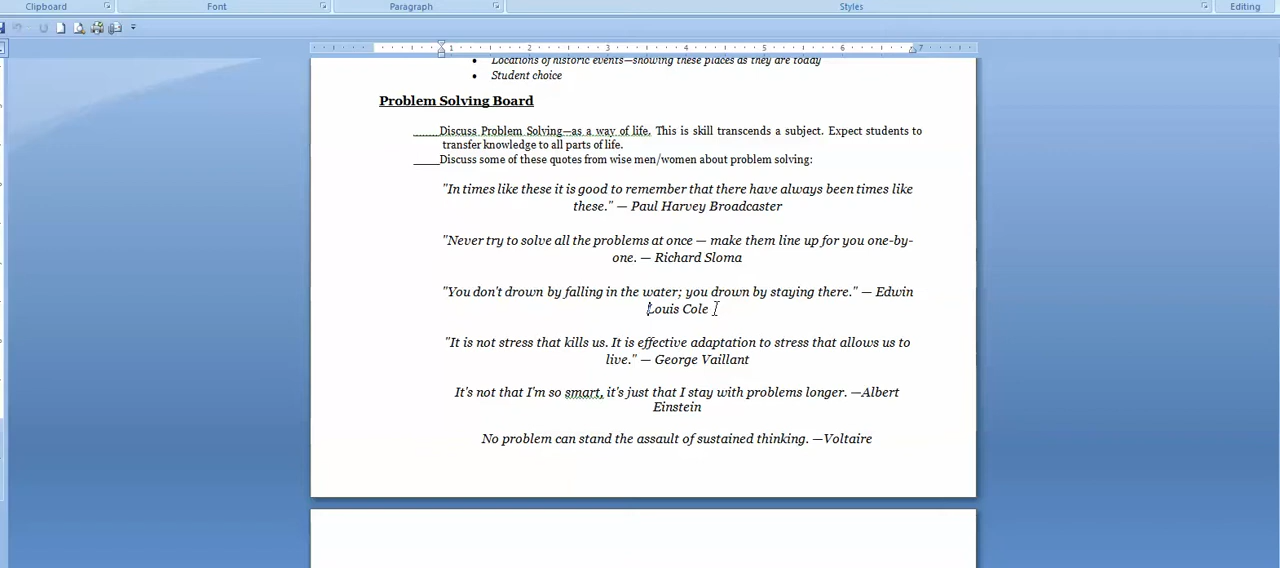 Clipboard
Font
Paragraph
Styles
Editing
1 2 3 4 5 6 7
• Locations of historic events—showing these places as they are today
• Student choice
Problem Solving Board
_____Discuss Problem Solving—as a way of life. This is skill transcends a subject. Expect students to
transfer knowledge to all parts of life.
_____Discuss some of these quotes from wise men/women about problem solving:
"In times like these it is good to remember that there have always been times like
these." — Paul Harvey Broadcaster
"Never try to solve all the problems at once — make them line up for you one-by-
one. — Richard Sloma
"You don't drown by falling in the water; you drown by staying there." — Edwin
Louis Cole
"It is not stress that kills us. It is effective adaptation to stress that allows us to
live." — George Vaillant
It's not that I'm so smart, it's just that I stay with problems longer. —Albert
Einstein
No problem can stand the assault of sustained thinking. —Voltaire